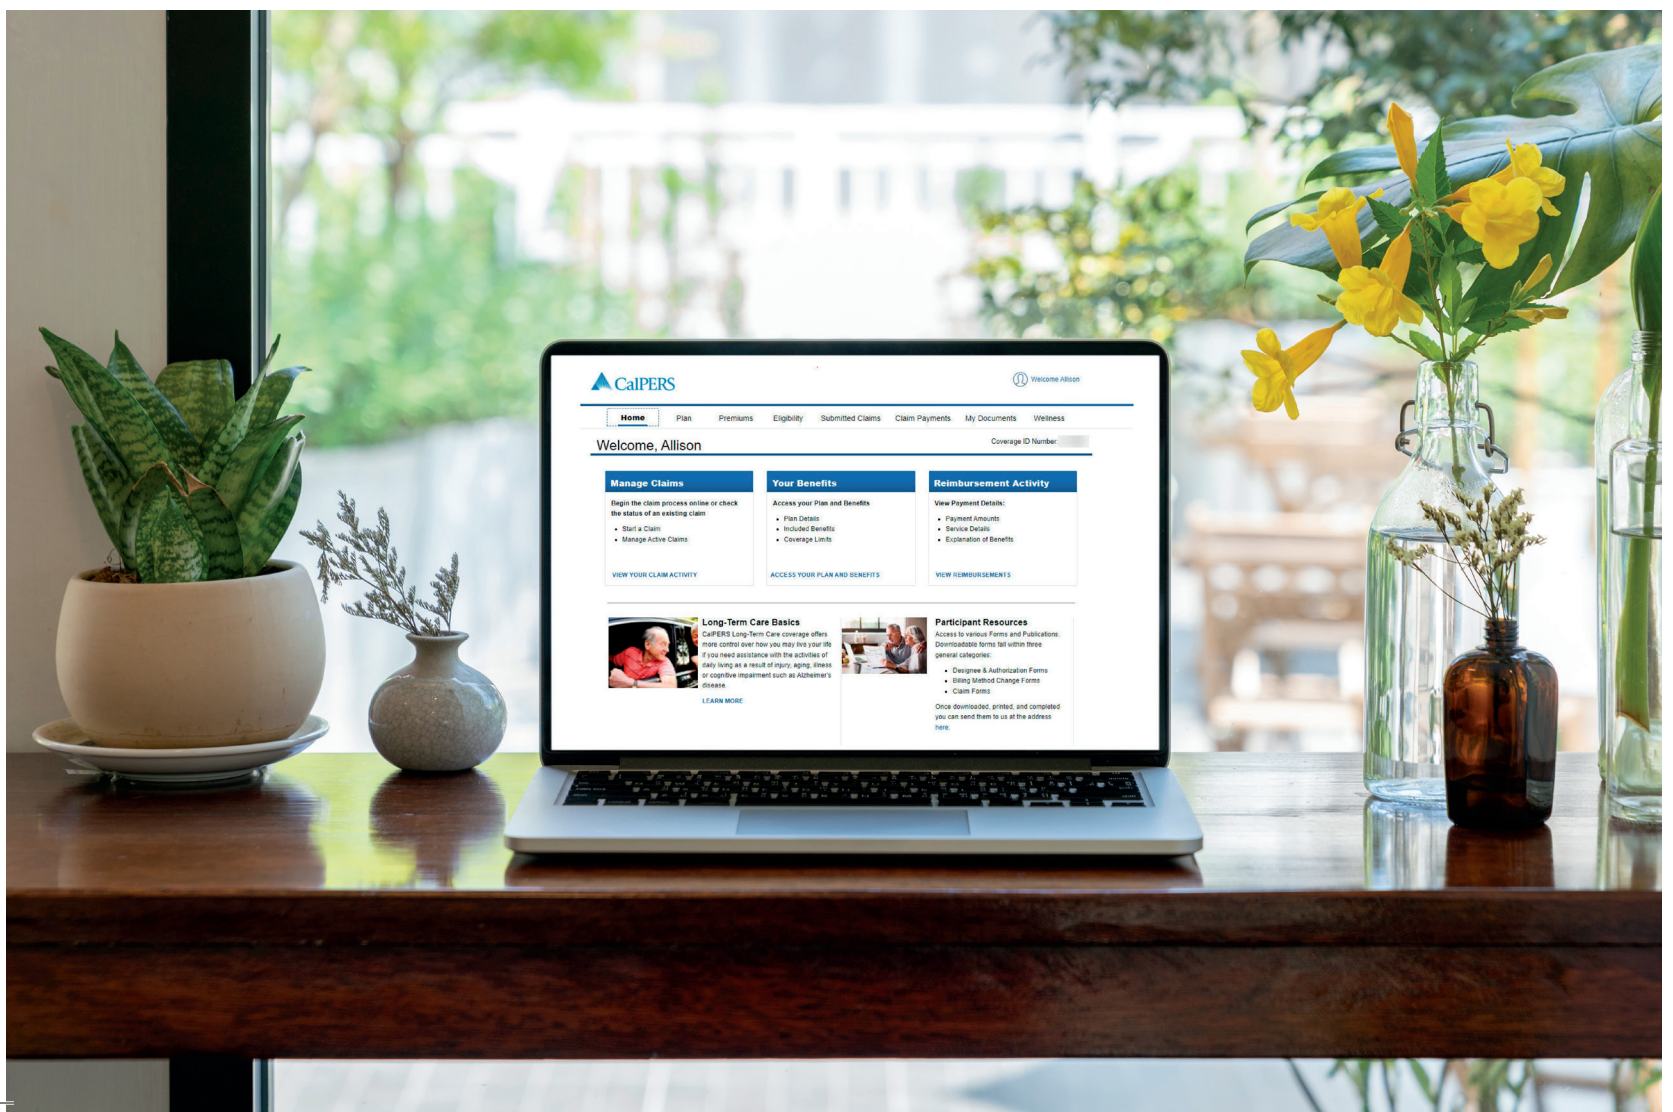 CalPERS
Welcome Allison
Home Plan Premiums Eligibility Submitted Claims Claim Payments My Documents Wellness
Welcome, Allison
Coverage ID Number:
Manage Claims
Begin the claim process online or check
the status of an existing claim
• Start a Claim
• Manage Active Claims
VIEW YOUR CLAIM ACTIVITY
Your Benefits
Access your Plan and Benefits
• Plan Details
• Included Benefits
• Coverage Limits
ACCESS YOUR PLAN AND BENEFITS
Reimbursement Activity
View Payment Details:
• Payment Amounts
• Service Details
• Explanation of Benefits
VIEW REIMBURSEMENTS
Long-Term Care Basics
CalPERS Long-Term Care coverage offers
more control over how you may live your life
if you need assistance with the activities of
daily living as a result of injury, aging, illness
or cognitive impairment such as Alzheimer's
disease.
LEARN MORE
Participant Resources
Access to various Forms and Publications.
Downloadable forms fall within three
general categories:
• Designee & Authorization Forms
• Billing Method Change Forms
• Claim Forms
Once downloaded, printed, and completed
you can send them to us at the address
here.